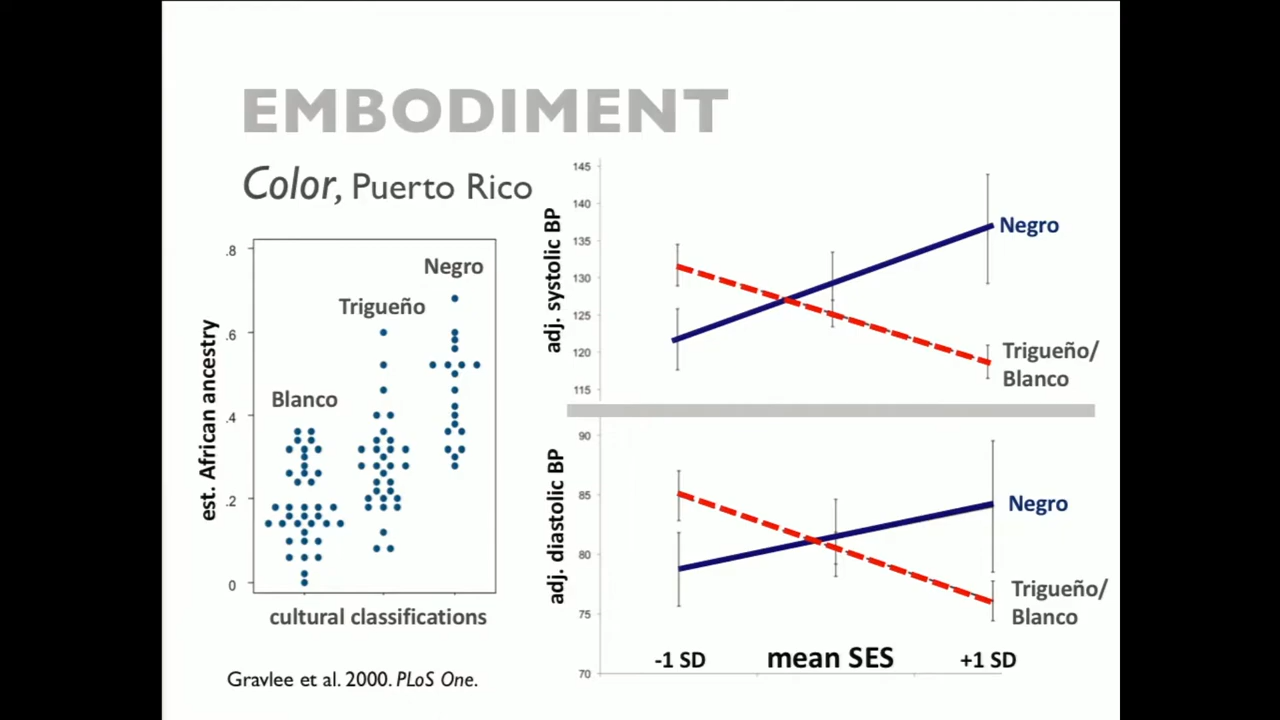 EMBODIMENT
Color, Puerto Rico
est. African ancestry
.8
.6
.4
.2
0
Blanco
Trigueño
Negro
cultural classifications
Gravlee et al. 2000. PLoS One.
adj. systolic BP
145
140
135
130
125
120
115
Negro
Trigueño/
Blanco
adj. diastolic BP
90
85
80
75
70
Negro
Trigueño/
Blanco
-1 SD mean SES +1 SD